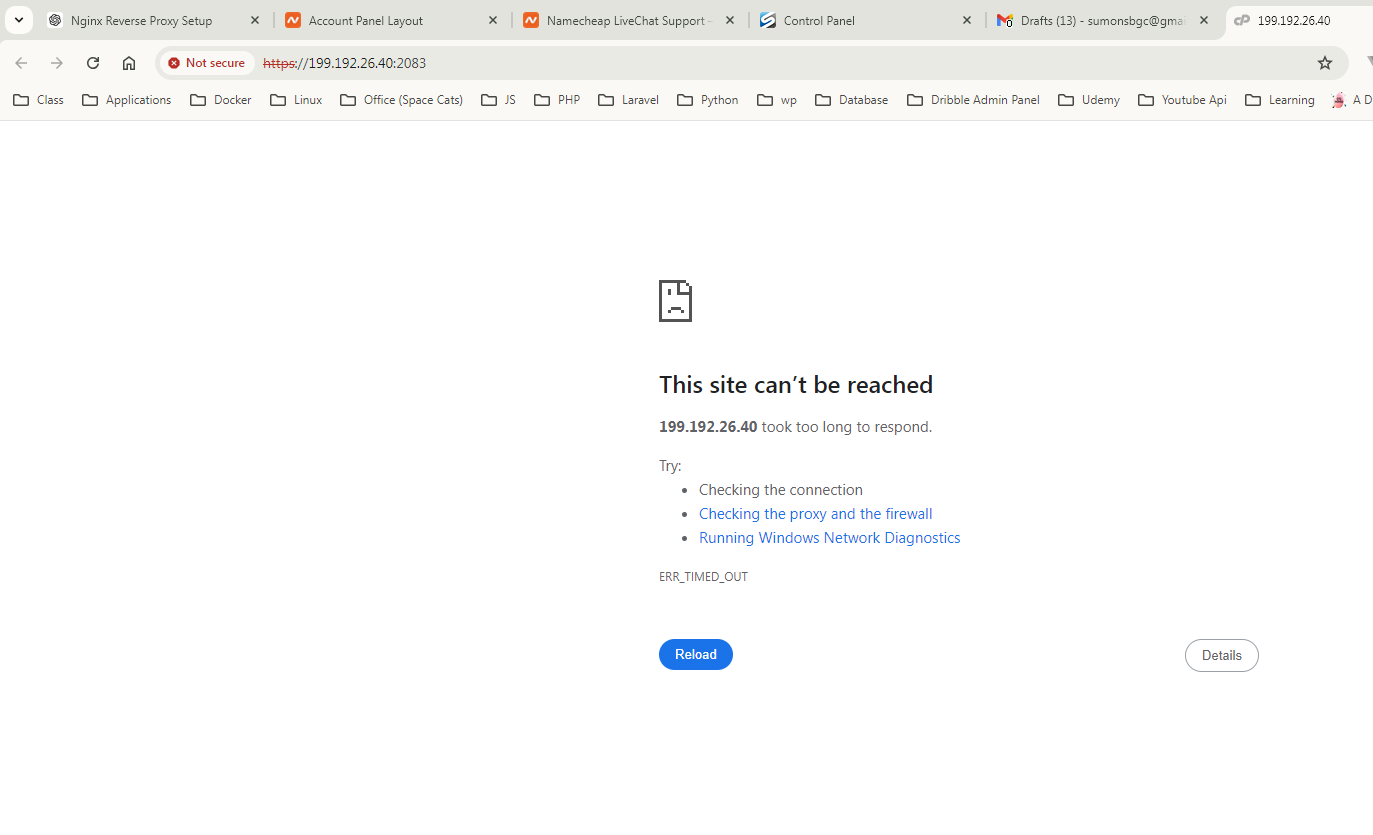 Nginx Reverse Proxy Setup
Account Panel Layout
Namecheap LiveChat Support -
Control Panel
Drafts (13) - sumonsbgc@gmai
199.192.26.40
Not secure https://199.192.26.40:2083
Class Applications Docker Linux Office (Space Cats) JS PHP Laravel Python wp Database Dribble Admin Panel Udemy Youtube Api Learning A D
This site can’t be reached
199.192.26.40 took too long to respond.
Try:
• Checking the connection
• Checking the proxy and the firewall
• Running Windows Network Diagnostics
ERR_TIMED_OUT
Reload
Details